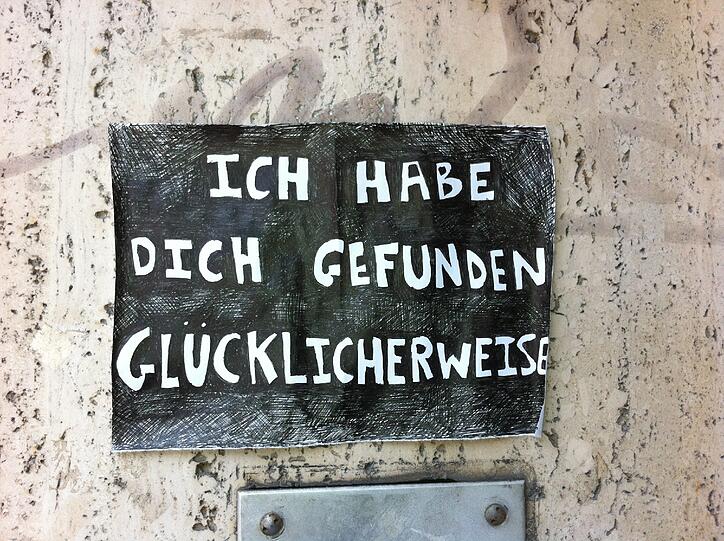 ICH HABE
DICH GEFUNDEN
GLÜCKLICHERWEISE